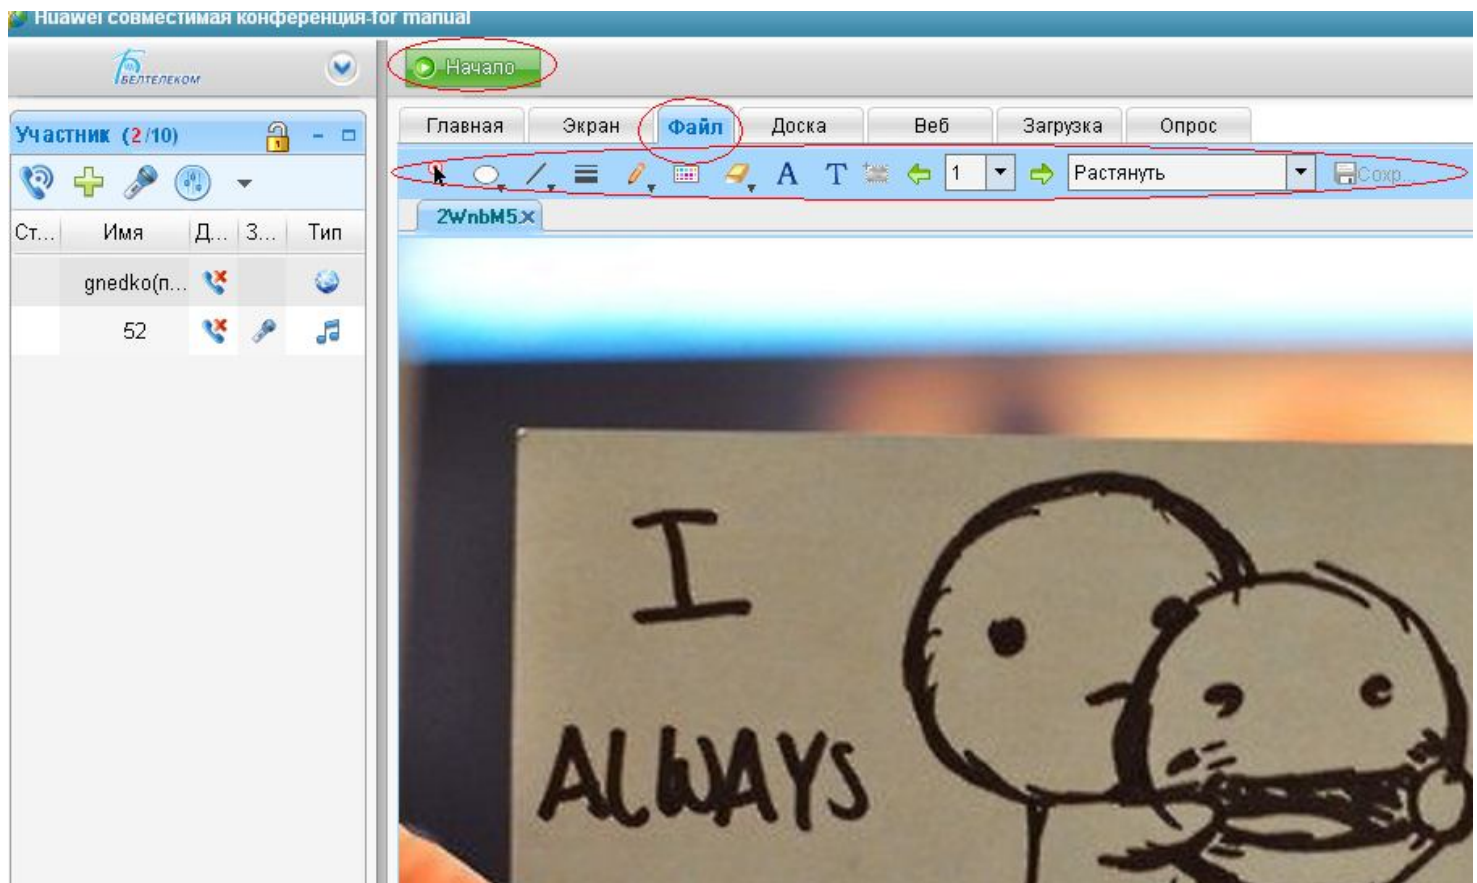 Huawei совместимая конференция-for manual
БЕЛТЕЛЕКОМ
Начало
Участник (2/10)
Главная Экран Файл Доска Веб Загрузка Опрос
A T 1 Растянуть Сохр...
2WnbM5
Ст... Имя Д... З... Тип
gnedko(п...
52
I
ALWAYS